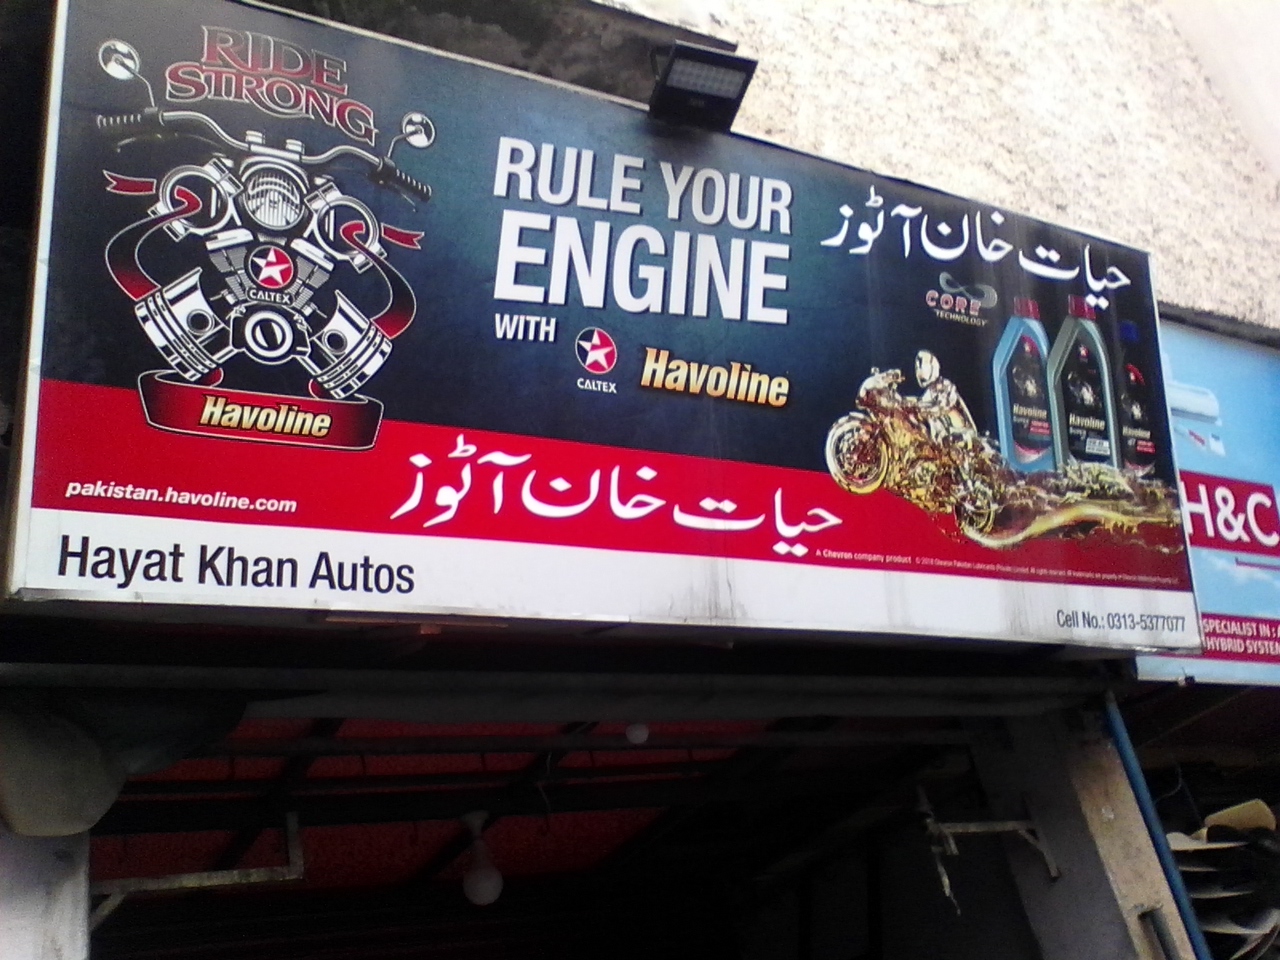 RIDE
STRONG
CALTEX
Havoline
pakistan.havoline.com
RULE YOUR
ENGINE
WITH
CALTEX
Havoline
حیات خان آٹوز
CORE
TECHNOLOGY
Havoline
Havoline
Havoline
حیات خان آٹوز
A Chevron company product
Hayat Khan Autos
Cell No.: 0313-5377077
H&C
SPECIALIST IN:
HYBRID SYSTEM